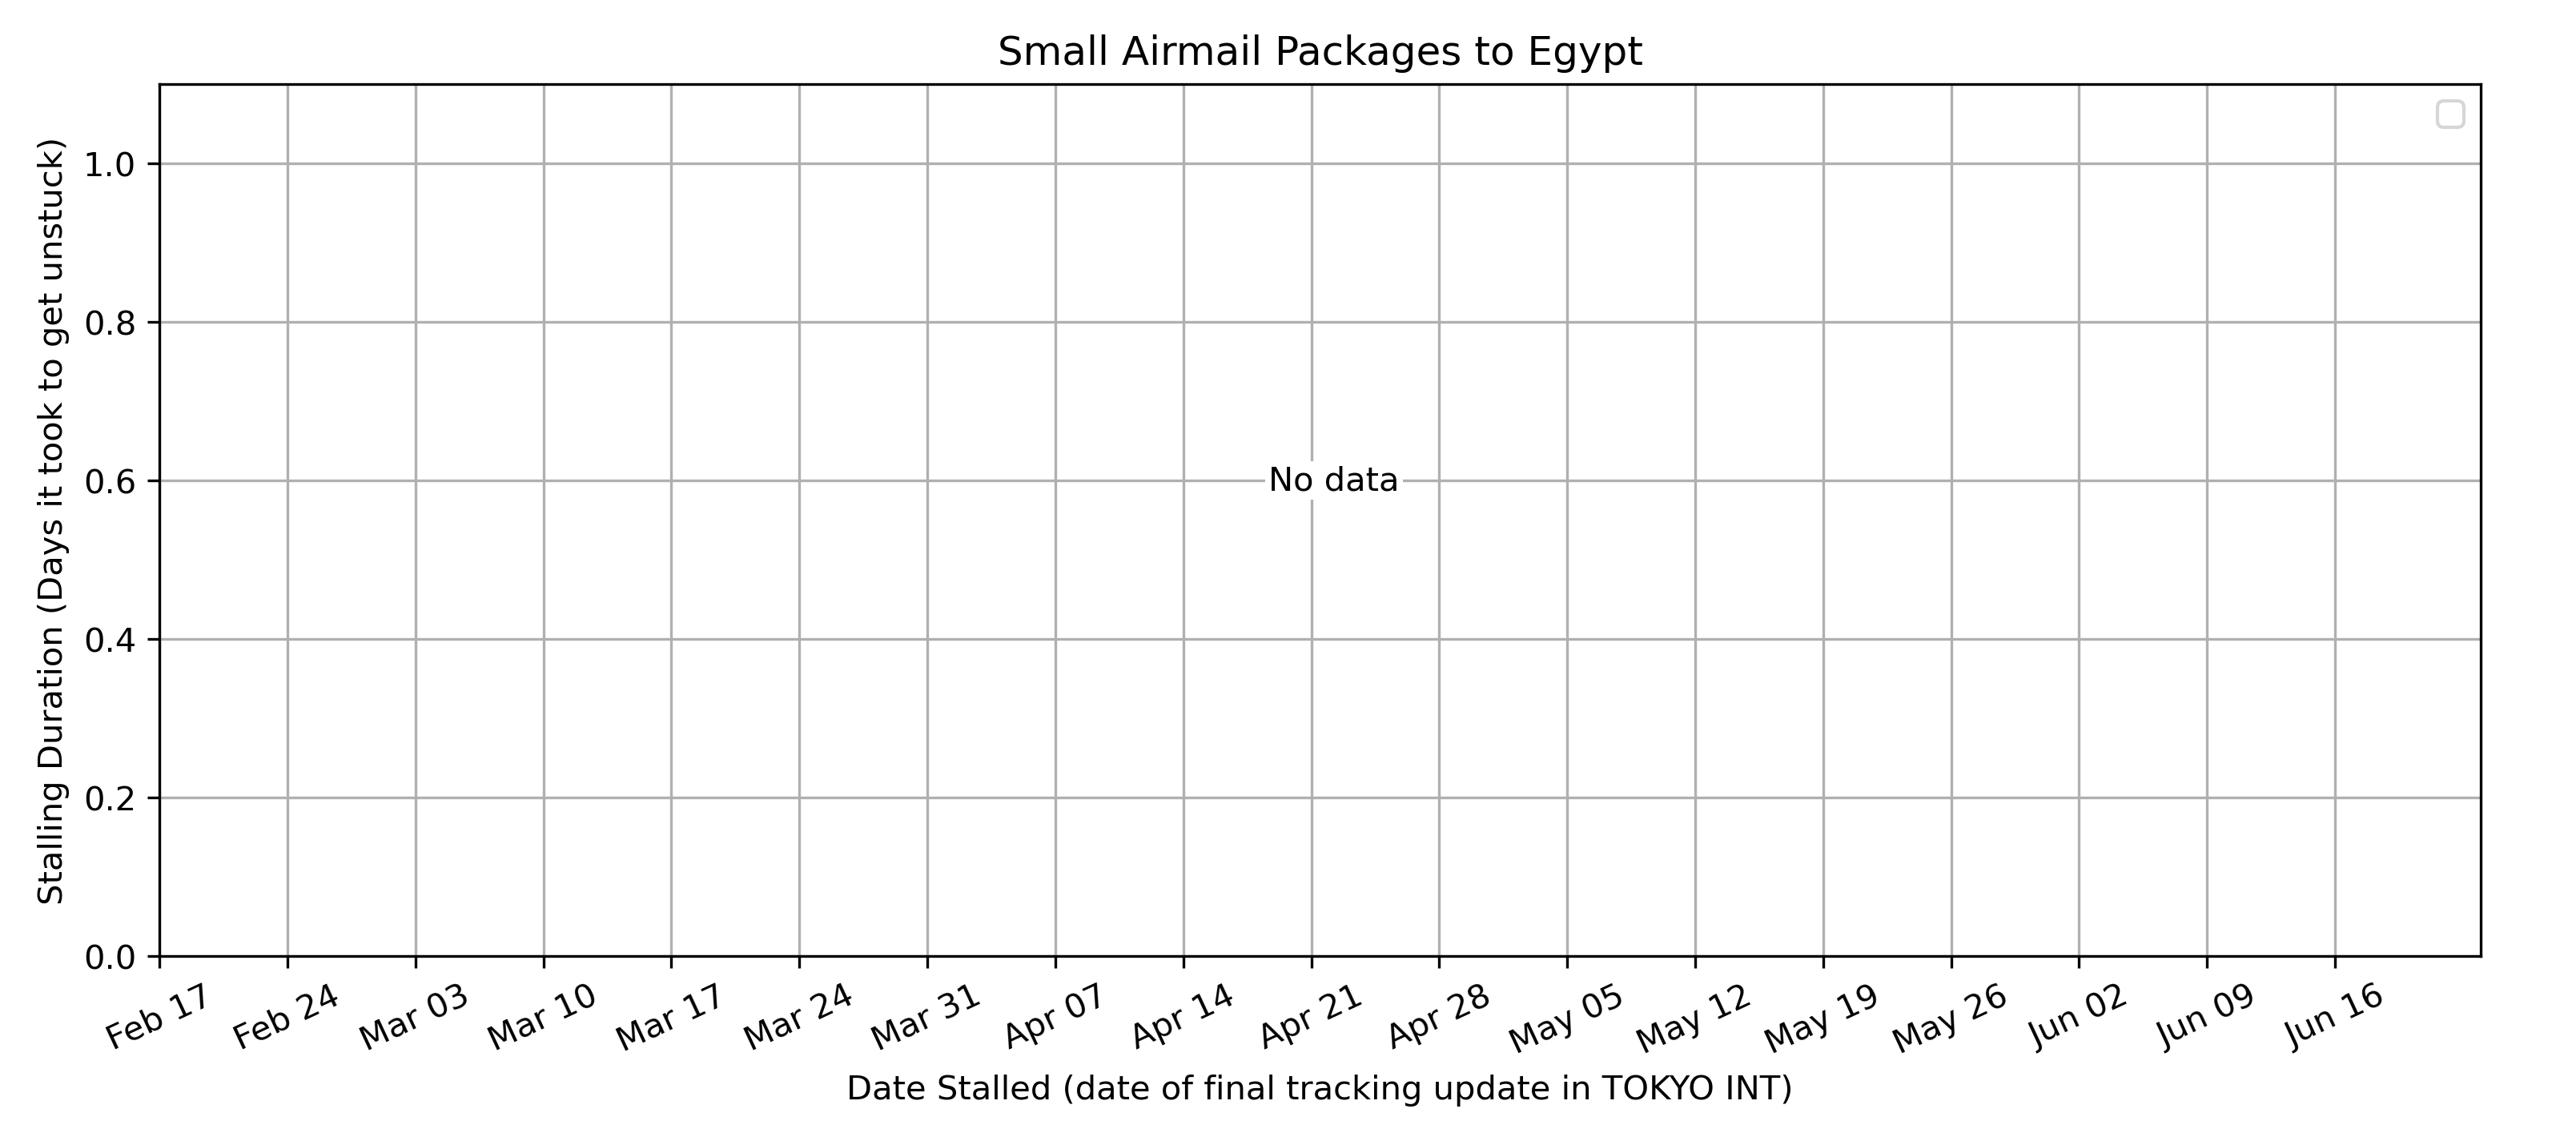 Small Airmail Packages to Egypt
Stalling Duration (Days it took to get unstuck)
1.0
0.8
0.6
0.4
0.2
0.0
No data
Feb 17
Feb 24
Mar 03
Mar 10
Mar 17
Mar 24
Mar 31
Apr 07
Apr 14
Apr 21
Apr 28
May 05
May 12
May 19
May 26
Jun 02
Jun 09
Jun 16
Date Stalled (date of final tracking update in TOKYO INT)